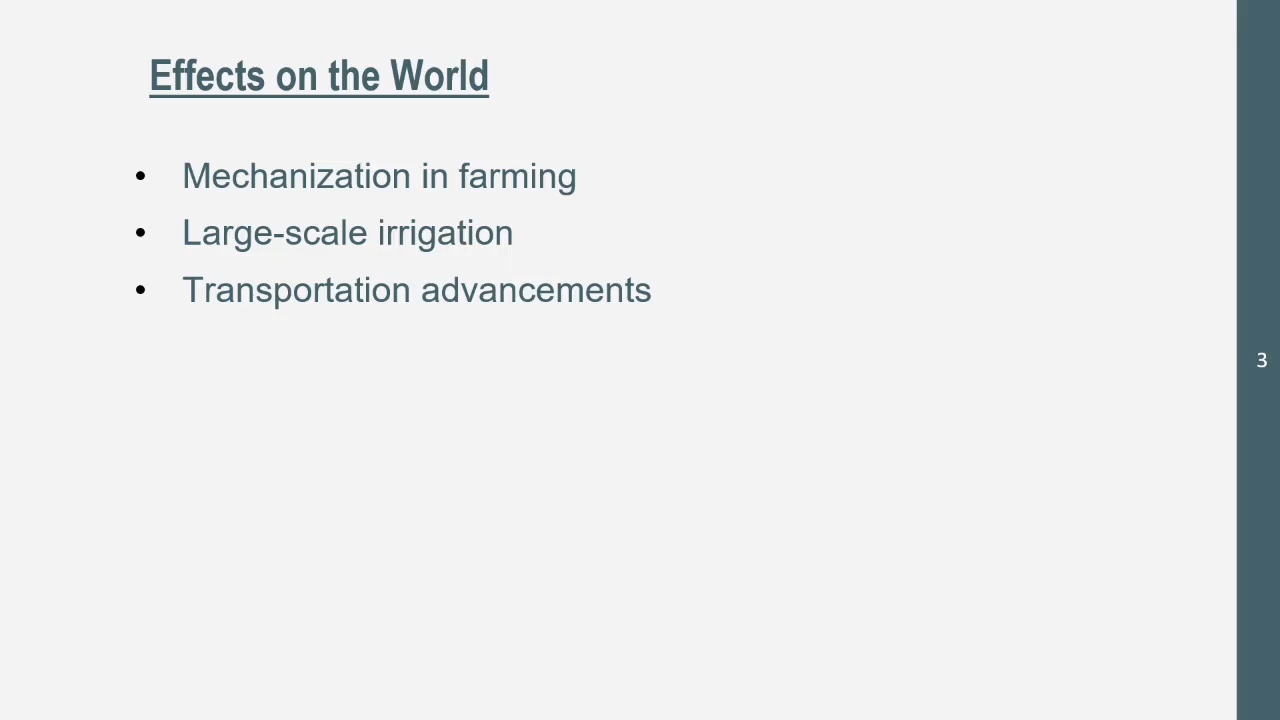 Effects on the World
• Mechanization in farming
• Large-scale irrigation
• Transportation advancements
3